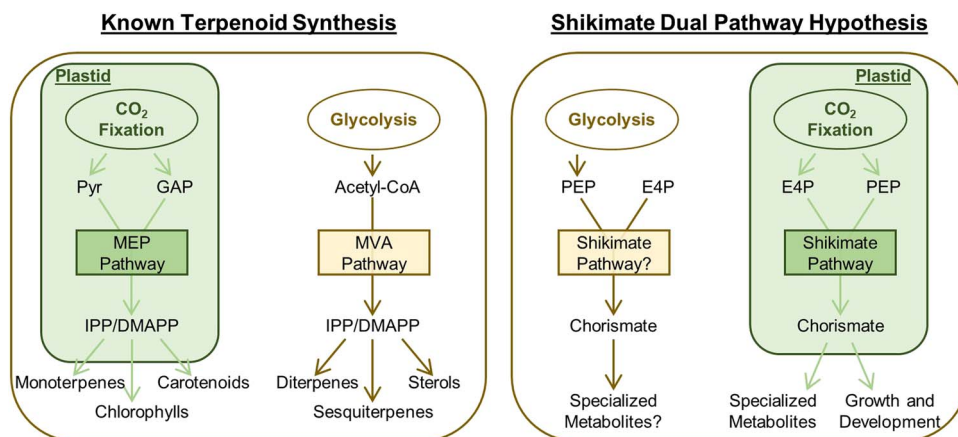 Known Terpenoid Synthesis
Plastid
CO2
Fixation
Pyr
GAP
MEP
Pathway
IPP/DMAPP
Monoterpenes
Carotenoids
Chlorophylls
Glycolysis
Acetyl-CoA
MVA
Pathway
IPP/DMAPP
Diterpenes
Sterols
Sesquiterpenes
Shikimate Dual Pathway Hypothesis
Glycolysis
PEP
E4P
Shikimate
Pathway?
Chorismate
Specialized
Metabolites?
Plastid
CO2
Fixation
E4P
PEP
Shikimate
Pathway
Chorismate
Specialized
Metabolites
Growth and
Development